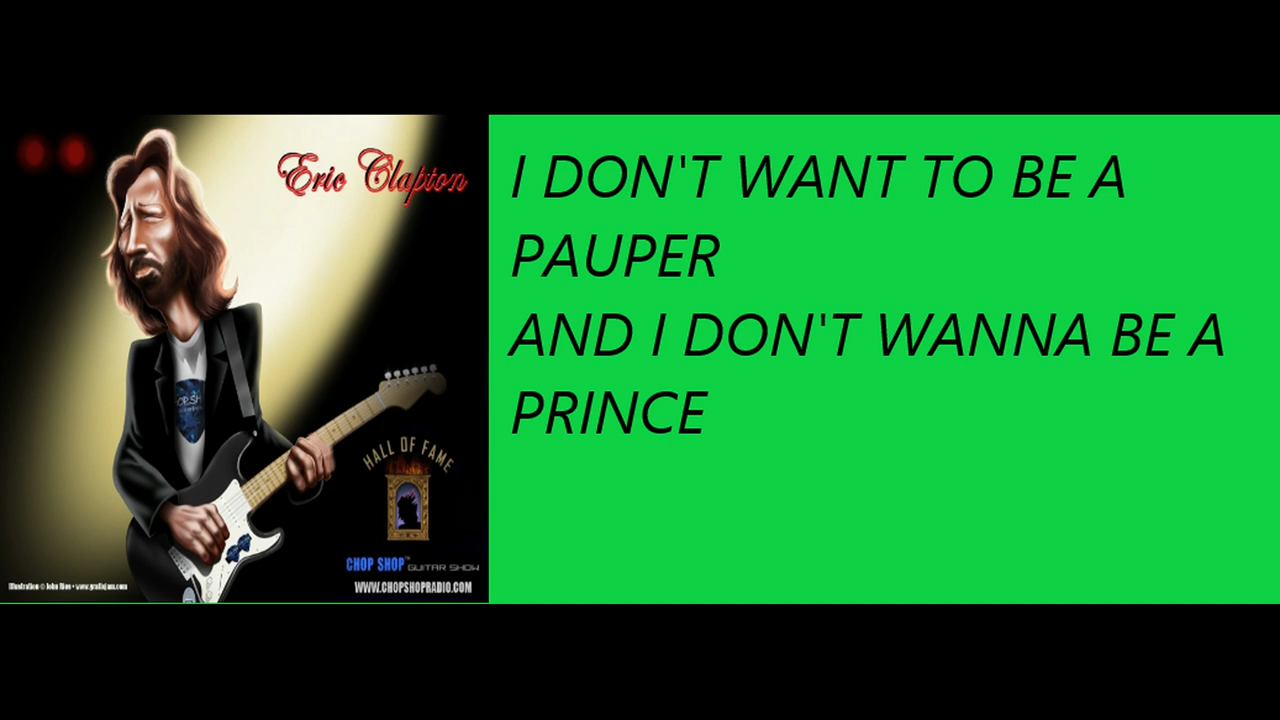 Eric Clapton
HALL OF FAME
CHOP SHOP™ GUITAR SHOW
WWW.CHOPSHOPRADIO.COM
I DON'T WANT TO BE A
PAUPER
AND I DON'T WANNA BE A
PRINCE